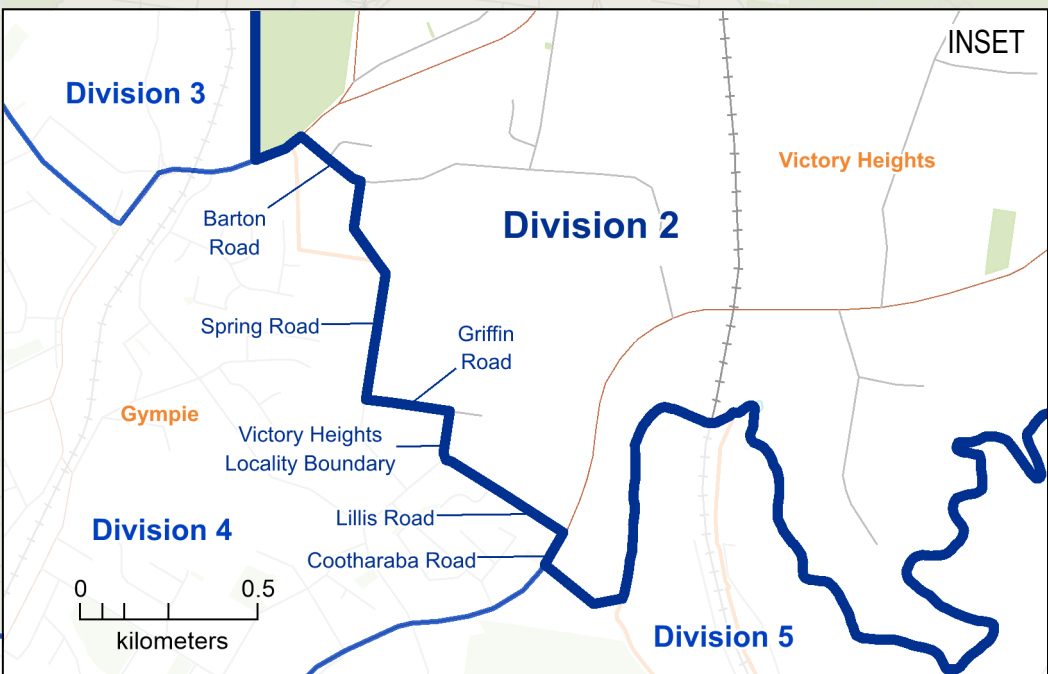 INSET
Division 3
Victory Heights
Barton
Road
Division 2
Spring Road
Griffin
Road
Gympie
Victory Heights
Locality Boundary
Lillis Road
Division 4
Cootharaba Road
0 0.5
kilometers
Division 5